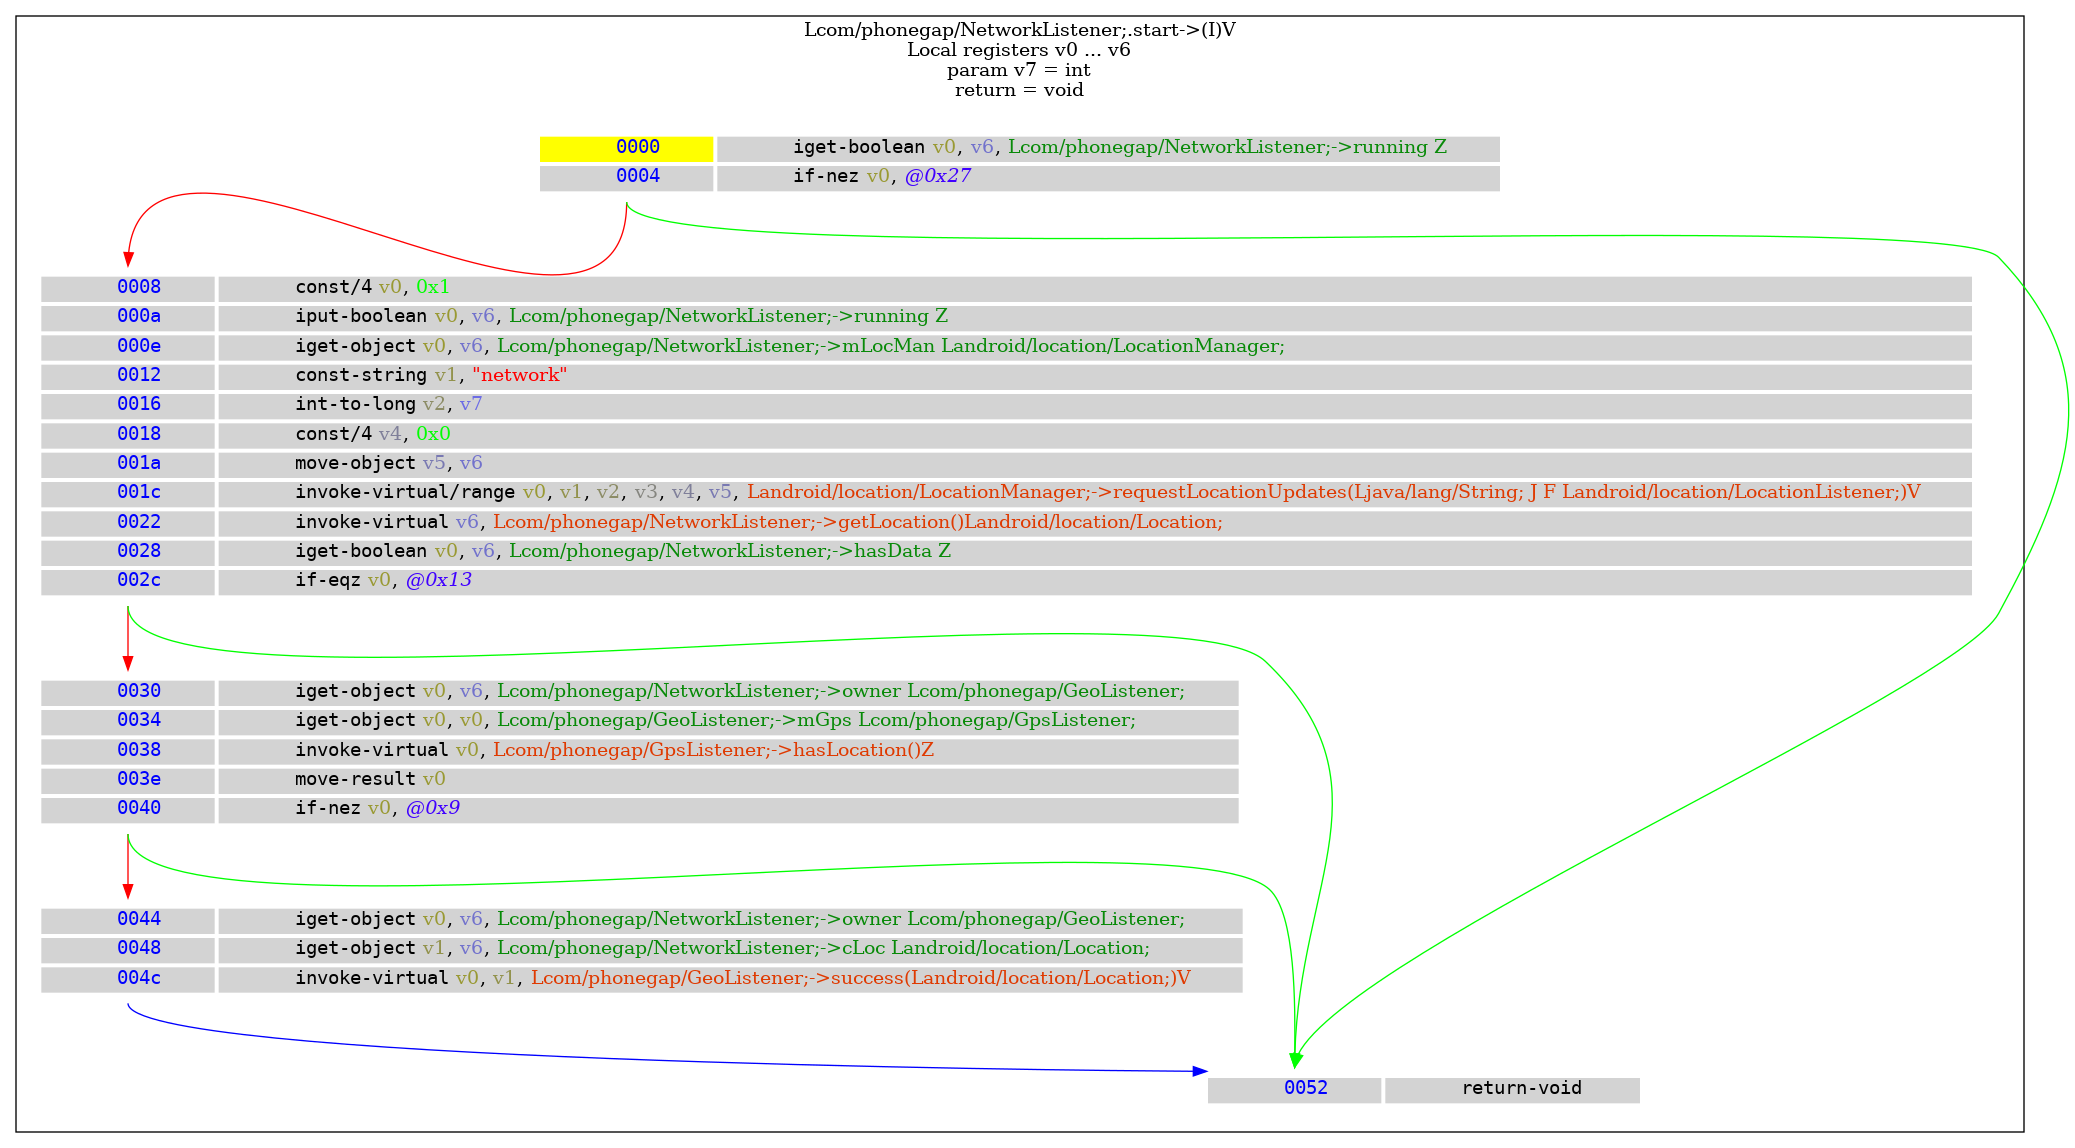 Lcom/phonegap/NetworkListener;.start->(I)V
Local registers v0 ... v6
param v7 = int
return = void
0000 iget-boolean v0, v6, Lcom/phonegap/NetworkListener;->running Z
0004 if-nez v0, @0x27
0008 const/4 v0, 0x1
000a iput-boolean v0, v6, Lcom/phonegap/NetworkListener;->running Z
000e iget-object v0, v6, Lcom/phonegap/NetworkListener;->mLocMan Landroid/location/LocationManager;
0012 const-string v1, "network"
0016 int-to-long v2, v7
0018 const/4 v4, 0x0
001a move-object v5, v6
001c invoke-virtual/range v0, v1, v2, v3, v4, v5, Landroid/location/LocationManager;->requestLocationUpdates(Ljava/lang/String; J F Landroid/location/LocationListener;)V
0022 invoke-virtual v6, Lcom/phonegap/NetworkListener;->getLocation()Landroid/location/Location;
0028 iget-boolean v0, v6, Lcom/phonegap/NetworkListener;->hasData Z
002c if-eqz v0, @0x13
0030 iget-object v0, v6, Lcom/phonegap/NetworkListener;->owner Lcom/phonegap/GeoListener;
0034 iget-object v0, v0, Lcom/phonegap/GeoListener;->mGps Lcom/phonegap/GpsListener;
0038 invoke-virtual v0, Lcom/phonegap/GpsListener;->hasLocation()Z
003e move-result v0
0040 if-nez v0, @0x9
0044 iget-object v0, v6, Lcom/phonegap/NetworkListener;->owner Lcom/phonegap/GeoListener;
0048 iget-object v1, v6, Lcom/phonegap/NetworkListener;->cLoc Landroid/location/Location;
004c invoke-virtual v0, v1, Lcom/phonegap/GeoListener;->success(Landroid/location/Location;)V
0052 return-void